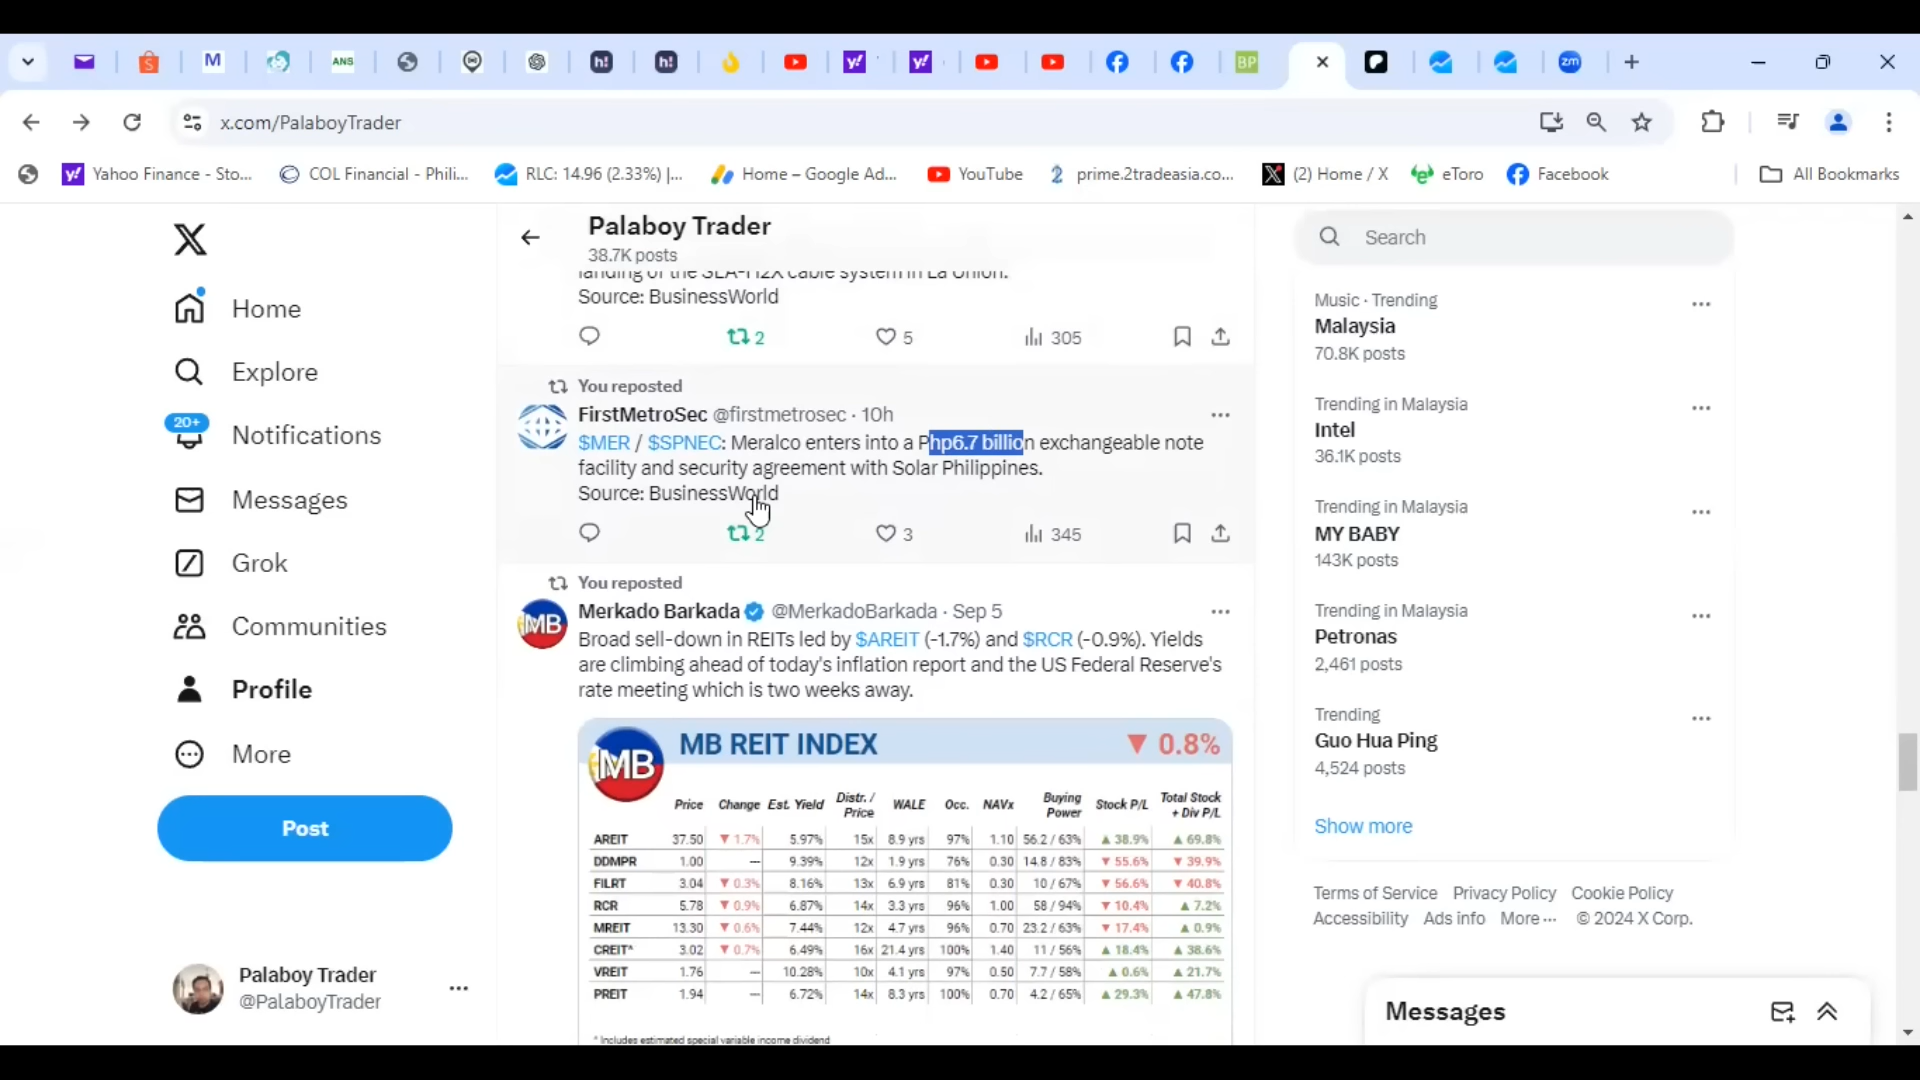 M
ANS
h!
h!
y!
y!
BP
zm
x.com/PalaboyTrader
y! Yahoo Finance - Sto...
COL Financial - Phili...
RLC: 14.96 (2.33%) |...
Home – Google Ad...
YouTube
2 prime.2tradeasia.co...
(2) Home / X
eToro
Facebook
All Bookmarks
Home
Explore
20+
Notifications
Messages
Grok
Communities
Profile
More
Post
Palaboy Trader
@PalaboyTrader
Palaboy Trader
38.7K posts
landing of the SEA-H2X cable system in La Union.
Source: BusinessWorld
2 5 305
You reposted
FirstMetroSec @firstmetrosec · 10h
$MER / $SPNEC: Meralco enters into a Php6.7 billion exchangeable note
facility and security agreement with Solar Philippines.
Source: BusinessWorld
2 3 345
You reposted
Merkado Barkada @MerkadoBarkada · Sep 5
Broad sell-down in REITs led by $AREIT (-1.7%) and $RCR (-0.9%). Yields
are climbing ahead of today's inflation report and the US Federal Reserve's
rate meeting which is two weeks away.
MB
MB MB REIT INDEX ▼ 0.8%
Price Change Est. Yield Distr. / Price WALE Occ. NAVx Buying Power Stock P/L Total Stock + Div P/L
AREIT 37.50 ▼ 1.7% 5.97% 15x 8.9 yrs 97% 1.10 56.2 / 63% ▲ 38.9% ▲ 69.8%
DDMPR 1.00 --- 9.39% 12x 1.9 yrs 76% 0.30 14.8 / 83% ▼ 55.6% ▼ 39.9%
FILRT 3.04 ▼ 0.3% 8.16% 13x 6.9 yrs 81% 0.30 10 / 67% ▼ 56.6% ▼ 40.8%
RCR 5.78 ▼ 0.9% 6.87% 14x 3.3 yrs 96% 1.00 58 / 94% ▼ 10.4% ▲ 7.2%
MREIT 13.30 ▼ 0.6% 7.44% 12x 4.7 yrs 96% 0.70 23.2 / 63% ▼ 17.4% ▲ 0.9%
CREIT* 3.02 ▼ 0.7% 6.49% 16x 21.4 yrs 100% 1.40 11 / 56% ▲ 18.4% ▲ 38.6%
VREIT 1.76 --- 10.28% 10x 4.1 yrs 97% 0.50 7.7 / 58% ▲ 0.6% ▲ 21.7%
PREIT 1.94 --- 6.72% 14x 8.3 yrs 100% 0.70 4.2 / 65% ▲ 29.3% ▲ 47.8%
* Includes estimated special variable income dividend
Search
Music · Trending
Malaysia
70.8K posts
Trending in Malaysia
Intel
36.1K posts
Trending in Malaysia
MY BABY
143K posts
Trending in Malaysia
Petronas
2,461 posts
Trending
Guo Hua Ping
4,524 posts
Show more
Terms of Service Privacy Policy Cookie Policy
Accessibility Ads info More ··· © 2024 X Corp.
Messages